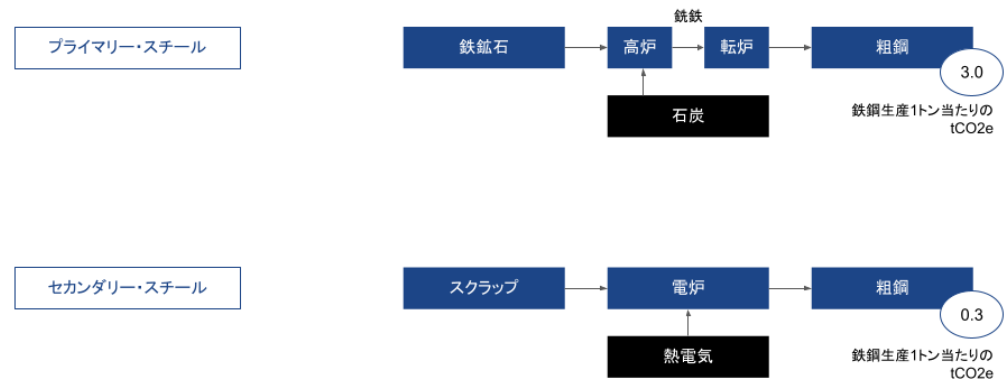 銑鉄
プライマリー・スチール
鉄鉱石
高炉
転炉
粗鋼
3.0
石炭
鉄鋼生産1トン当たりの
tCO2e
セカンダリー・スチール
スクラップ
電炉
粗鋼
0.3
熱電気
鉄鋼生産1トン当たりの
tCO2e